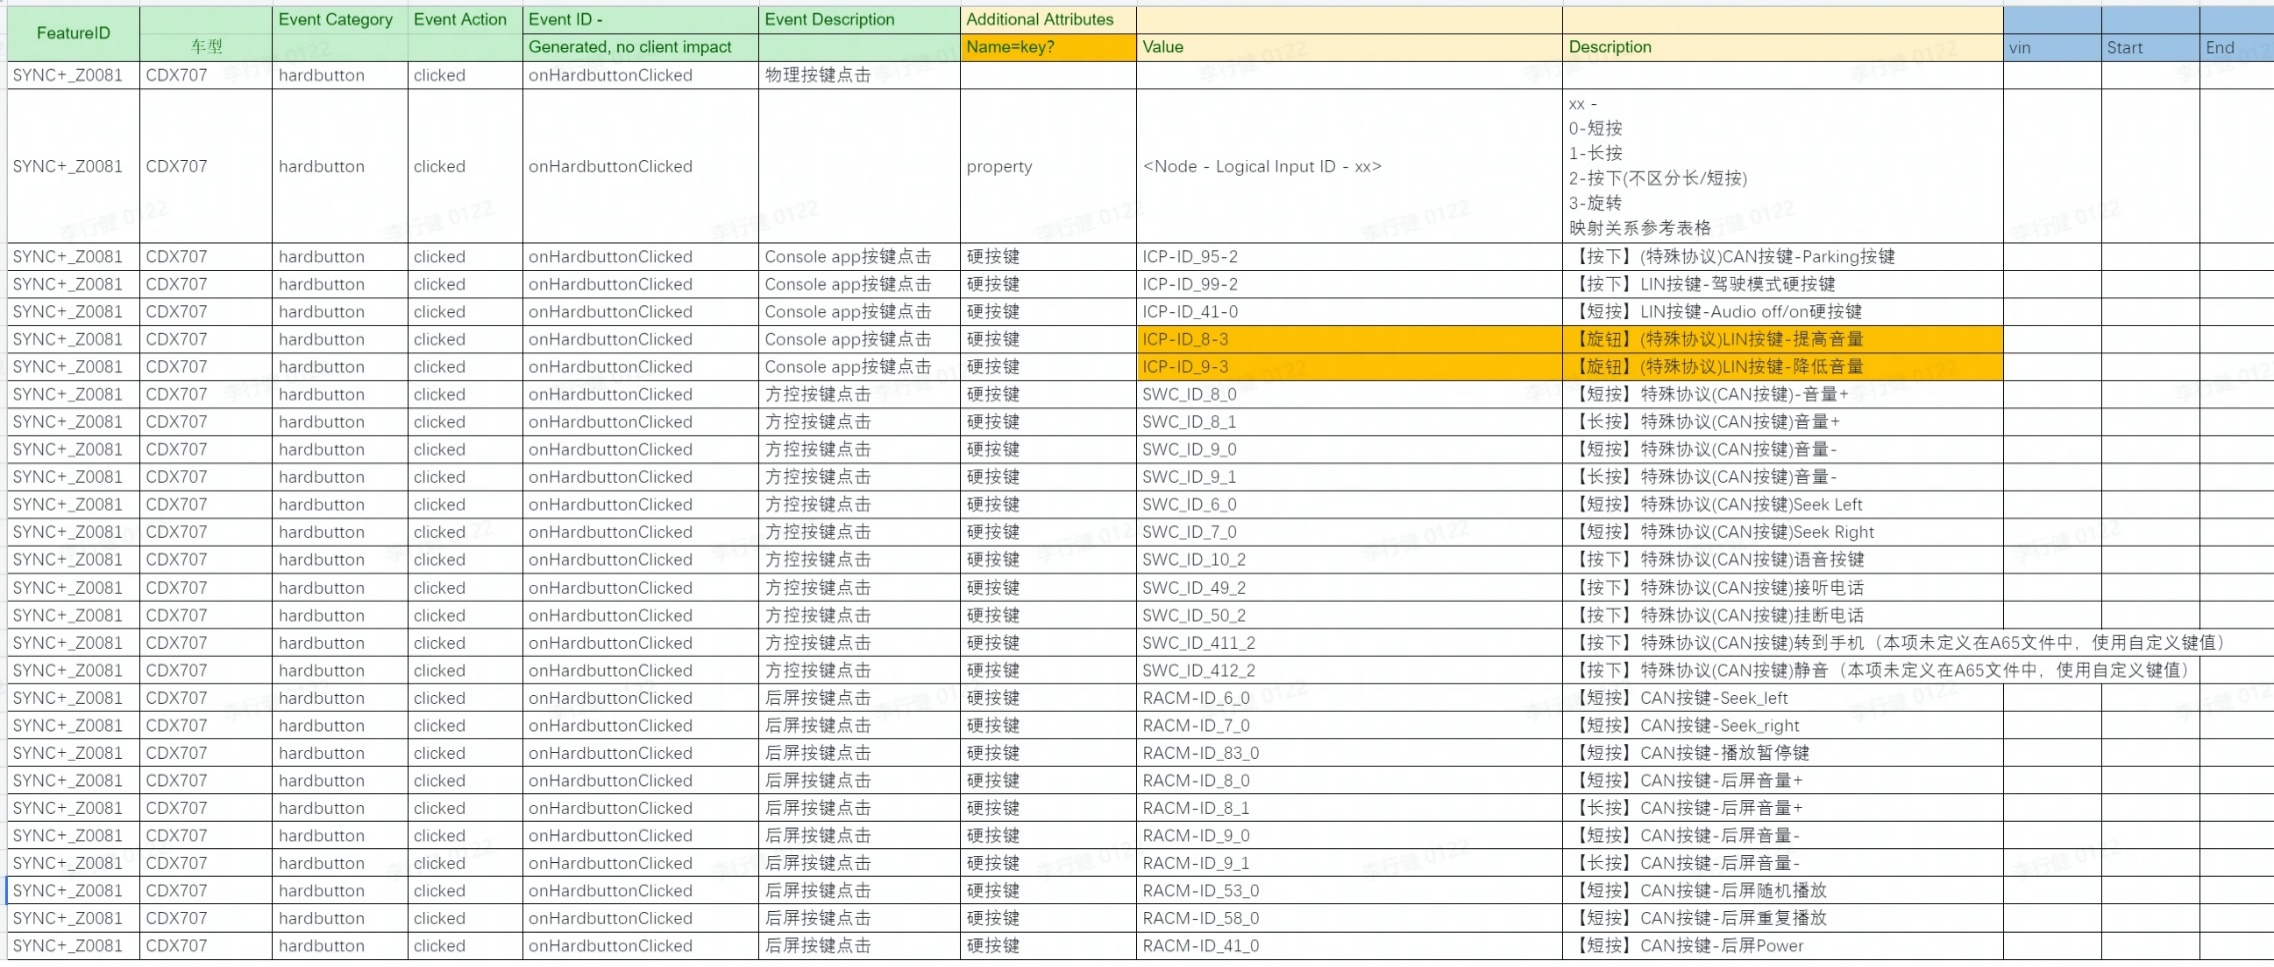 FeatureID 车型 Event Category Event Action Event ID - Event Description Additional Attributes
Generated, no client impact Name=key? Value Description vin Start End
SYNC+_Z0081 CDX707 hardbutton clicked onHardbuttonClicked 物理按键点击
SYNC+_Z0081 CDX707 hardbutton clicked onHardbuttonClicked property <Node - Logical Input ID - xx>
xx -
0-短按
1-长按
2-按下(不区分长/短按)
3-旋转
映射关系参考表格
SYNC+_Z0081 CDX707 hardbutton clicked onHardbuttonClicked Console app按键点击 硬按键 ICP-ID_95-2 【按下】(特殊协议)CAN按键-Parking按键
SYNC+_Z0081 CDX707 hardbutton clicked onHardbuttonClicked Console app按键点击 硬按键 ICP-ID_99-2 【按下】LIN按键-驾驶模式硬按键
SYNC+_Z0081 CDX707 hardbutton clicked onHardbuttonClicked Console app按键点击 硬按键 ICP-ID_41-0 【短按】LIN按键-Audio off/on硬按键
SYNC+_Z0081 CDX707 hardbutton clicked onHardbuttonClicked Console app按键点击 硬按键 ICP-ID_8-3 【旋钮】(特殊协议)LIN按键-提高音量
SYNC+_Z0081 CDX707 hardbutton clicked onHardbuttonClicked Console app按键点击 硬按键 ICP-ID_9-3 【旋钮】(特殊协议)LIN按键-降低音量
SYNC+_Z0081 CDX707 hardbutton clicked onHardbuttonClicked 方控按键点击 硬按键 SWC_ID_8_0 【短按】特殊协议(CAN按键)-音量+
SYNC+_Z0081 CDX707 hardbutton clicked onHardbuttonClicked 方控按键点击 硬按键 SWC_ID_8_1 【长按】特殊协议(CAN按键)音量+
SYNC+_Z0081 CDX707 hardbutton clicked onHardbuttonClicked 方控按键点击 硬按键 SWC_ID_9_0 【短按】特殊协议(CAN按键)音量-
SYNC+_Z0081 CDX707 hardbutton clicked onHardbuttonClicked 方控按键点击 硬按键 SWC_ID_9_1 【长按】特殊协议(CAN按键)音量-
SYNC+_Z0081 CDX707 hardbutton clicked onHardbuttonClicked 方控按键点击 硬按键 SWC_ID_6_0 【短按】特殊协议(CAN按键)Seek Left
SYNC+_Z0081 CDX707 hardbutton clicked onHardbuttonClicked 方控按键点击 硬按键 SWC_ID_7_0 【短按】特殊协议(CAN按键)Seek Right
SYNC+_Z0081 CDX707 hardbutton clicked onHardbuttonClicked 方控按键点击 硬按键 SWC_ID_10_2 【按下】特殊协议(CAN按键)语音按键
SYNC+_Z0081 CDX707 hardbutton clicked onHardbuttonClicked 方控按键点击 硬按键 SWC_ID_49_2 【按下】特殊协议(CAN按键)接听电话
SYNC+_Z0081 CDX707 hardbutton clicked onHardbuttonClicked 方控按键点击 硬按键 SWC_ID_50_2 【按下】特殊协议(CAN按键)挂断电话
SYNC+_Z0081 CDX707 hardbutton clicked onHardbuttonClicked 方控按键点击 硬按键 SWC_ID_411_2 【按下】特殊协议(CAN按键)转到手机（本项未定义在A65文件中，使用自定义键值）
SYNC+_Z0081 CDX707 hardbutton clicked onHardbuttonClicked 方控按键点击 硬按键 SWC_ID_412_2 【按下】特殊协议(CAN按键)静音（本项未定义在A65文件中，使用自定义键值）
SYNC+_Z0081 CDX707 hardbutton clicked onHardbuttonClicked 后屏按键点击 硬按键 RACM-ID_6_0 【短按】CAN按键-Seek_left
SYNC+_Z0081 CDX707 hardbutton clicked onHardbuttonClicked 后屏按键点击 硬按键 RACM-ID_7_0 【短按】CAN按键-Seek_right
SYNC+_Z0081 CDX707 hardbutton clicked onHardbuttonClicked 后屏按键点击 硬按键 RACM-ID_83_0 【短按】CAN按键-播放暂停键
SYNC+_Z0081 CDX707 hardbutton clicked onHardbuttonClicked 后屏按键点击 硬按键 RACM-ID_8_0 【短按】CAN按键-后屏音量+
SYNC+_Z0081 CDX707 hardbutton clicked onHardbuttonClicked 后屏按键点击 硬按键 RACM-ID_8_1 【长按】CAN按键-后屏音量+
SYNC+_Z0081 CDX707 hardbutton clicked onHardbuttonClicked 后屏按键点击 硬按键 RACM-ID_9_0 【短按】CAN按键-后屏音量-
SYNC+_Z0081 CDX707 hardbutton clicked onHardbuttonClicked 后屏按键点击 硬按键 RACM-ID_9_1 【长按】CAN按键-后屏音量-
SYNC+_Z0081 CDX707 hardbutton clicked onHardbuttonClicked 后屏按键点击 硬按键 RACM-ID_53_0 【短按】CAN按键-后屏随机播放
SYNC+_Z0081 CDX707 hardbutton clicked onHardbuttonClicked 后屏按键点击 硬按键 RACM-ID_58_0 【短按】CAN按键-后屏重复播放
SYNC+_Z0081 CDX707 hardbutton clicked onHardbuttonClicked 后屏按键点击 硬按键 RACM-ID_41_0 【短按】CAN按键-后屏Power
李行健 0122